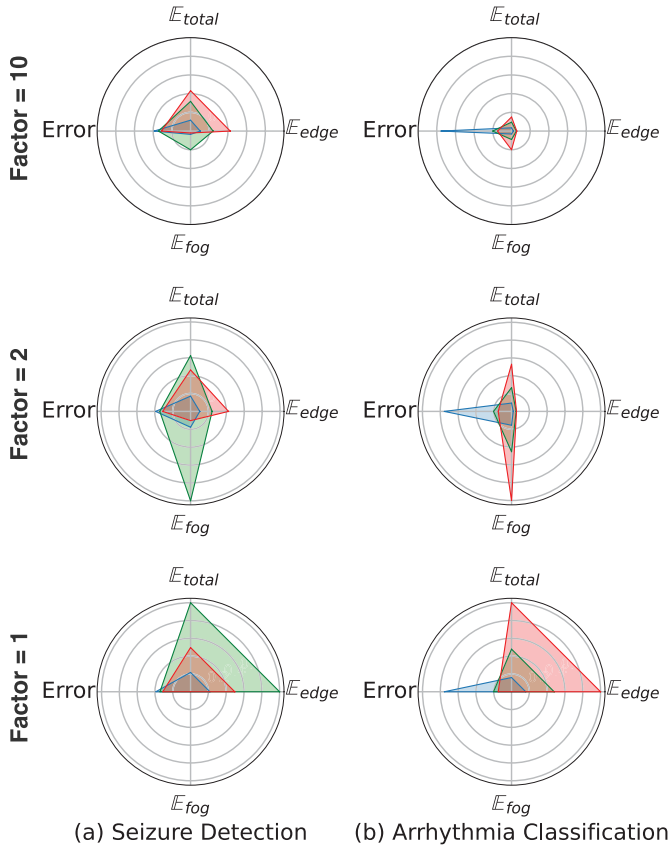 𝔼total 𝔼total
Factor = 10
Error 𝔼edge Error 𝔼edge
𝔼fog 𝔼fog
𝔼total 𝔼total
Factor = 2
Error 𝔼edge Error 𝔼edge
𝔼fog 𝔼fog
𝔼total 𝔼total
Factor = 1
Error 𝔼edge Error 𝔼edge
𝔼fog 𝔼fog
(a) Seizure Detection (b) Arrhythmia Classification